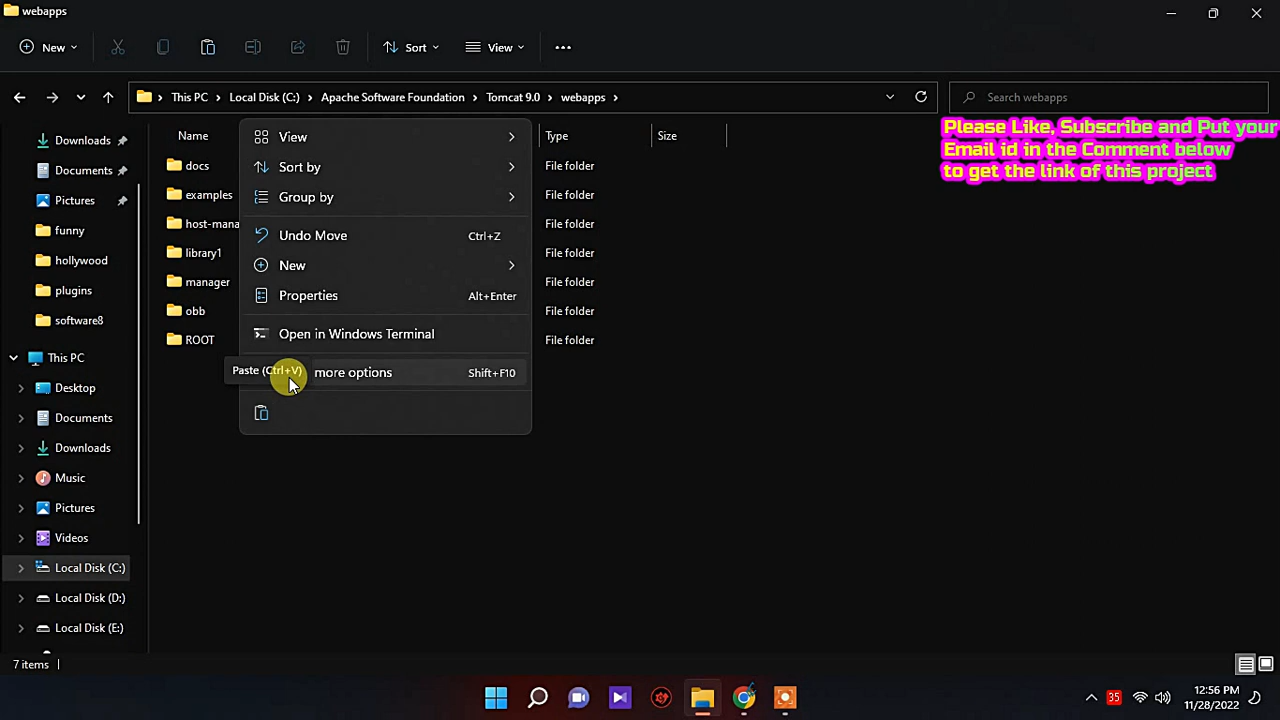 webapps
New
Sort
View
This PC
Local Disk (C:)
Apache Software Foundation
Tomcat 9.0
webapps
Search webapps
Please Like, Subscribe and Put your
Email id in the Comment below
to get the link of this project
Downloads
Documents
Pictures
funny
hollywood
plugins
software8
This PC
Desktop
Documents
Downloads
Music
Pictures
Videos
Local Disk (C:)
Local Disk (D:)
Local Disk (E:)
Name
Type
Size
docs
File folder
examples
File folder
host-mana
File folder
library1
File folder
manager
File folder
obb
File folder
ROOT
File folder
View
Sort by
Group by
Undo Move
Ctrl+Z
New
Properties
Alt+Enter
Open in Windows Terminal
more options
Shift+F10
Paste (Ctrl+V)
7 items
35
12:56 PM
11/28/2022